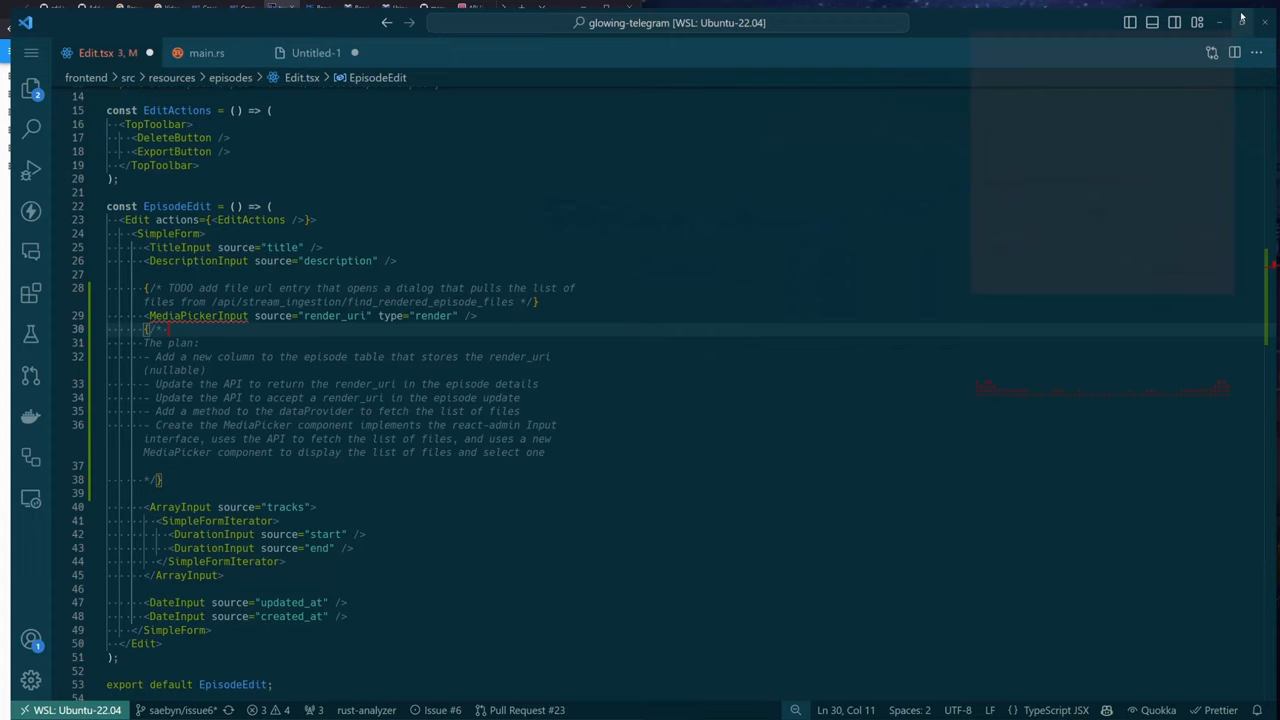 glowing-telegram [WSL: Ubuntu-22.04]
Edit.tsx 3, M
main.rs
Untitled-1
frontend > src > resources > episodes > Edit.tsx > EpisodeEdit
14
15 const EditActions = () => (
16 <TopToolbar>
17 <DeleteButton />
18 <ExportButton />
19 </TopToolbar>
20 );
21
22 const EpisodeEdit = () => (
23 <Edit actions={<EditActions />}>
24 <SimpleForm>
25 <TitleInput source="title" />
26 <DescriptionInput source="description" />
27
28 {/* TODO add file url entry that opens a dialog that pulls the list of
files from /api/stream_ingestion/find_rendered_episode_files */}
29 <MediaPickerInput source="render_uri" type="render" />
30 {/*
31 The plan:
32 - Add a new column to the episode table that stores the render_uri
(nullable)
33 - Update the API to return the render_uri in the episode details
34 - Update the API to accept a render_uri in the episode update
35 - Add a method to the dataProvider to fetch the list of files
36 - Create the MediaPicker component implements the react-admin Input
interface, uses the API to fetch the list of files, and uses a new
MediaPicker component to display the list of files and select one
37
38 */}
39
40 <ArrayInput source="tracks">
41 <SimpleFormIterator>
42 <DurationInput source="start" />
43 <DurationInput source="end" />
44 </SimpleFormIterator>
45 </ArrayInput>
46
47 <DateInput source="updated_at" />
48 <DateInput source="created_at" />
49 </SimpleForm>
50 </Edit>
51 );
52
53 export default EpisodeEdit;
54
2
1
WSL: Ubuntu-22.04 saebyn/issue6* 3 4 3 rust-analyzer Issue #6 Pull Request #23 Ln 30, Col 11 Spaces: 2 UTF-8 LF {} TypeScript JSX Quokka Prettier